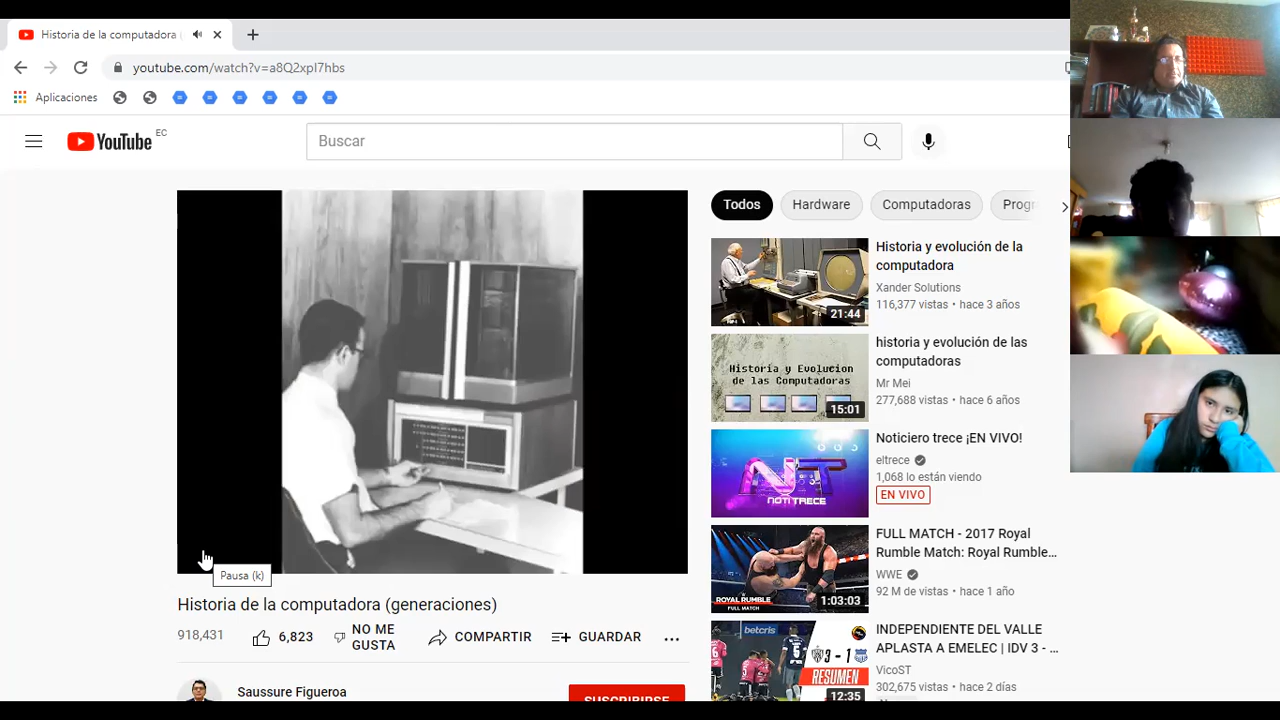 Historia de la computadora
youtube.com/watch?v=a8Q2xpI7hbs
Aplicaciones
YouTube EC
Buscar
Todos
Hardware
Computadoras
Progr
Historia y evolución de la
computadora
Xander Solutions
116,377 vistas • hace 3 años
21:44
Historia y Evolucion
de las Computadoras
15:01
historia y evolución de las
computadoras
Mr Mei
277,688 vistas • hace 6 años
NT
NOTITRECE
Noticiero trece ¡EN VIVO!
eltrece
1,068 lo están viendo
EN VIVO
ROYAL RUMBLE
FULL MATCH
1:03:03
FULL MATCH - 2017 Royal
Rumble Match: Royal Rumble…
WWE
92 M de vistas • hace 1 año
betcris
3 - 1
RESUMEN
12:35
INDEPENDIENTE DEL VALLE
APLASTA A EMELEC | IDV 3 - …
VicoST
302,675 vistas • hace 2 días
Pausa (k)
Historia de la computadora (generaciones)
918,431
6,823
NO ME
GUSTA
COMPARTIR
GUARDAR
Saussure Figueroa
SUSCRIBIRSE